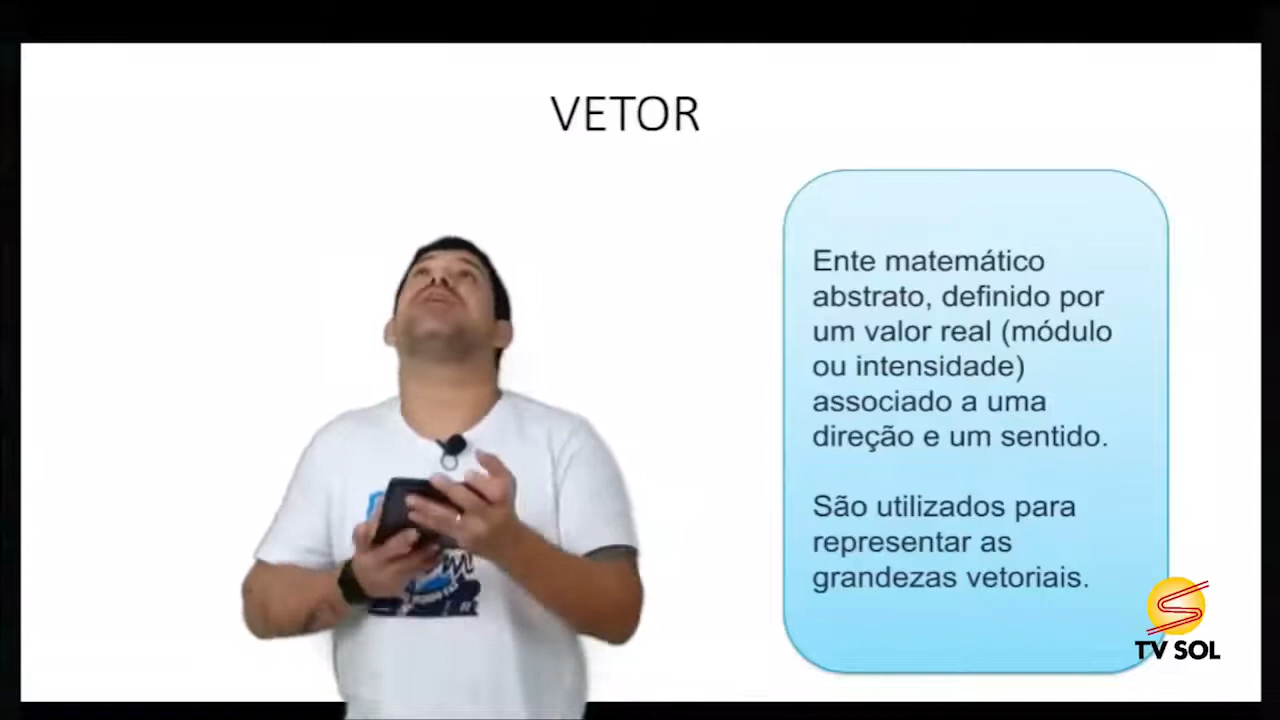 VETOR
Ente matemático
abstrato, definido por
um valor real (módulo
ou intensidade)
associado a uma
direção e um sentido.
São utilizados para
representar as
grandezas vetoriais.
TV SOL